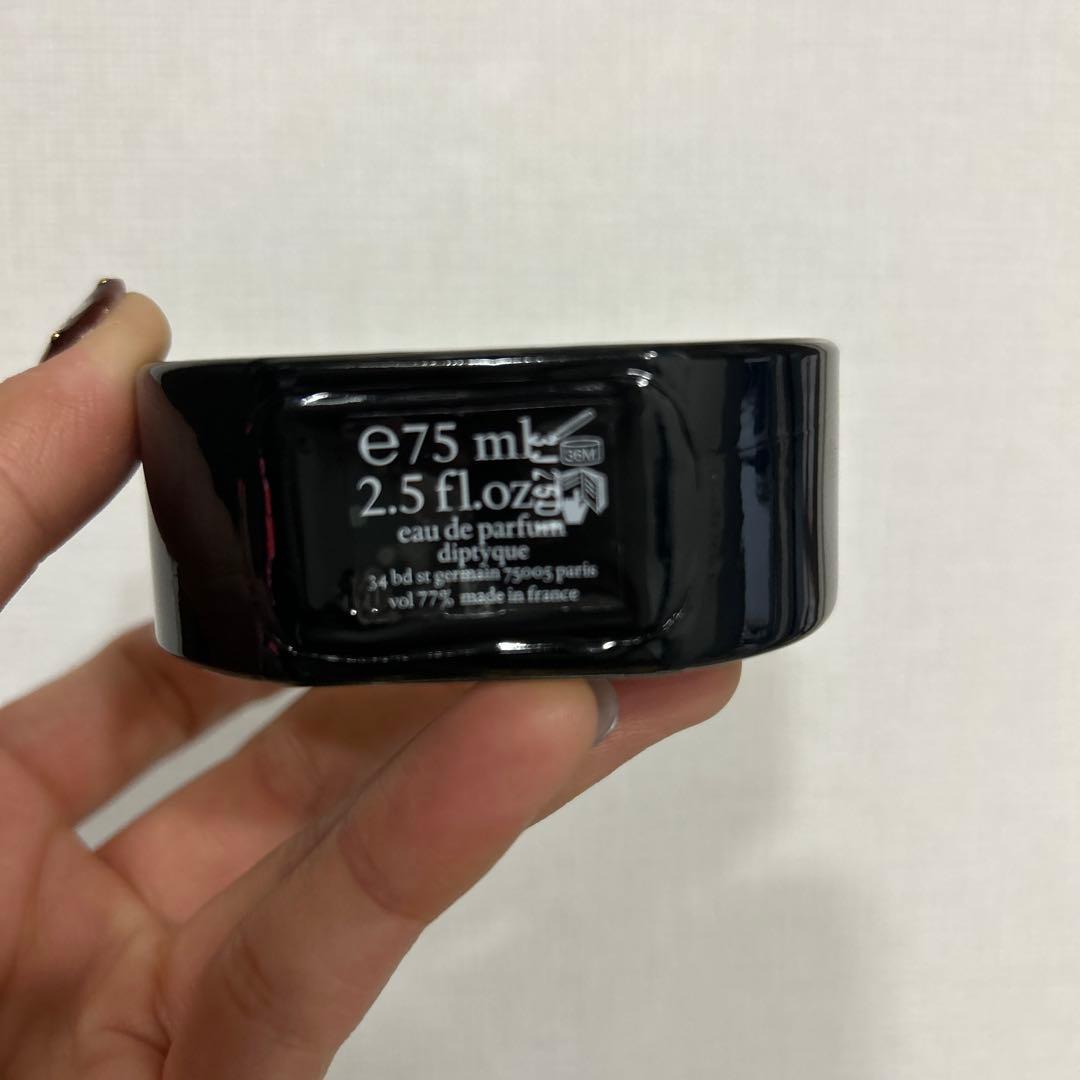 e75 ml
36M
2.5 fl.oz
eau de parfum
diptyque
34 bd st germain 75005 paris
vol 77% made in france